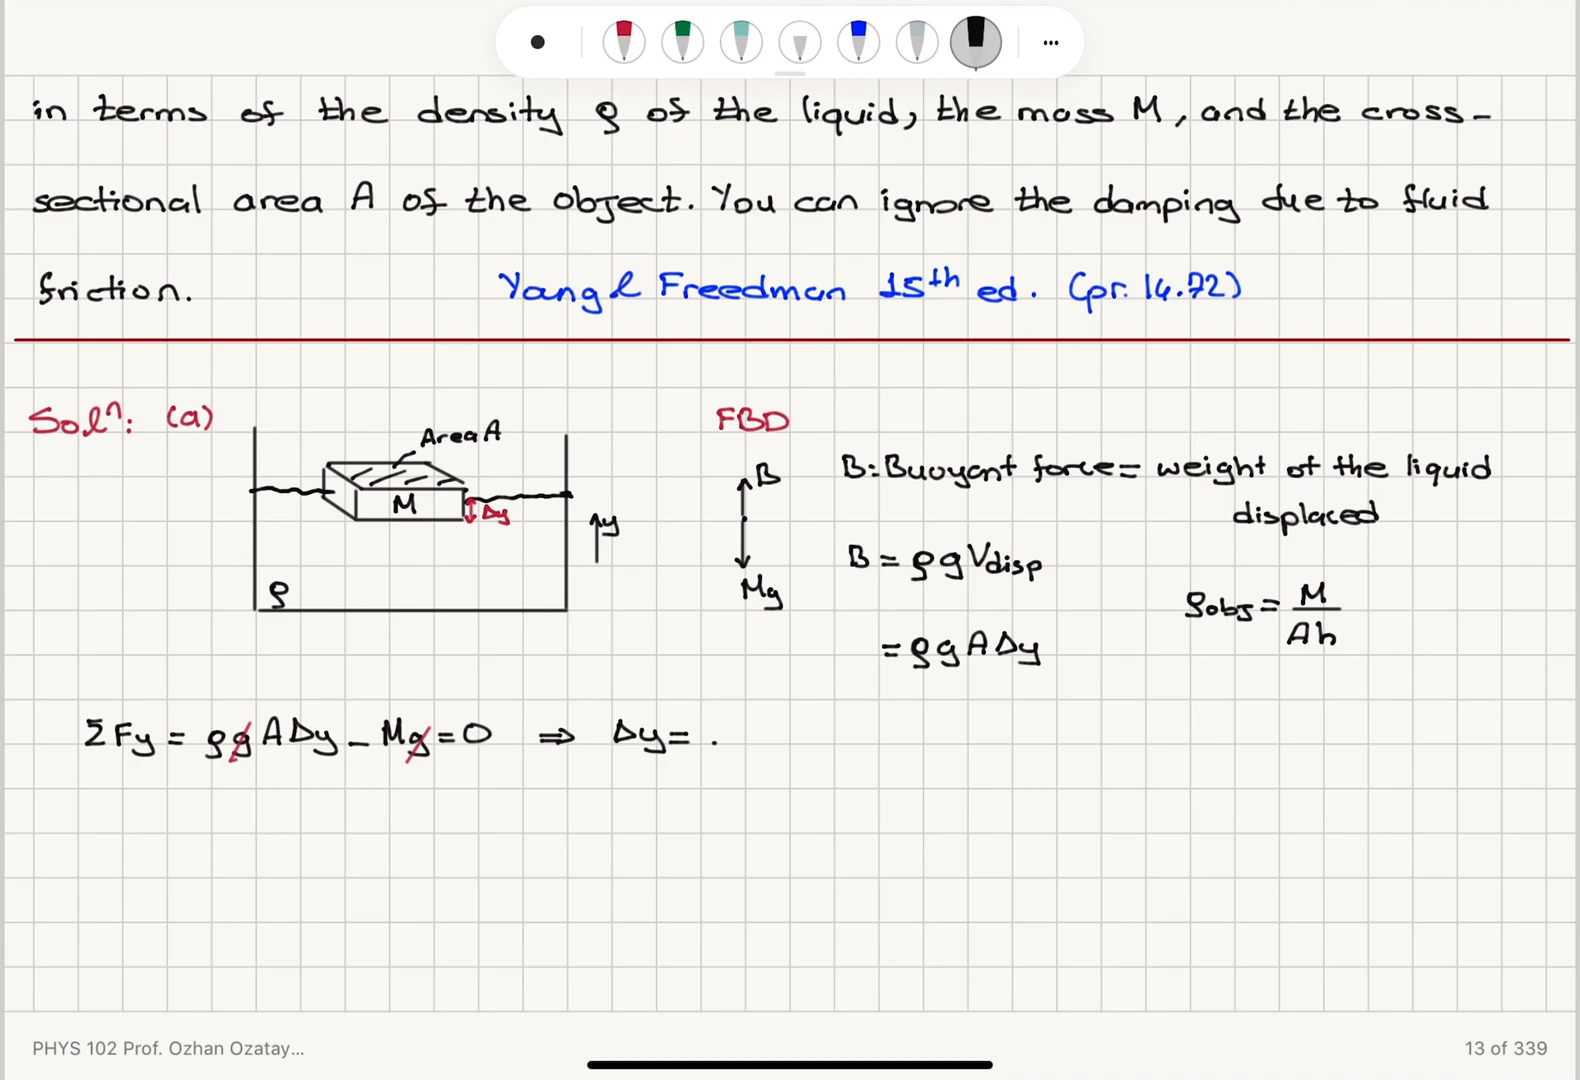 in terms of the density ρ of the liquid, the mass M, and the cross-
sectional area A of the object. You can ignore the damping due to fluid
friction. Yang & Freedman 15th ed. (pr. 14.72)
Solⁿ: (a)
Area A
M
Δy
y
ρ
FBD
B
Mg
B: Buoyant force = weight of the liquid
displaced
B = ρgVdisp
= ρgAΔy
ρobj = M/Ah
ΣFy = ρgAΔy - Mg = 0 ⇒ Δy = .
PHYS 102 Prof. Ozhan Ozatay...
13 of 339